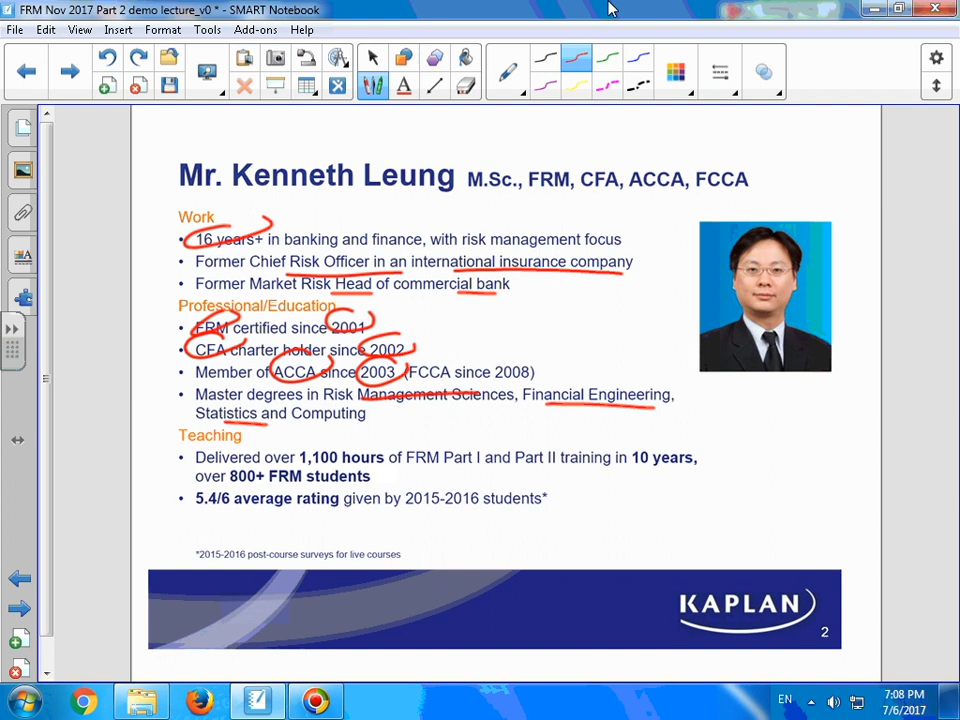 FRM Nov 2017 Part 2 demo lecture_v0 * - SMART Notebook
File Edit View Insert Format Tools Add-ons Help
Mr. Kenneth Leung M.Sc., FRM, CFA, ACCA, FCCA
Work
• 16 years+ in banking and finance, with risk management focus
• Former Chief Risk Officer in an international insurance company
• Former Market Risk Head of commercial bank
Professional/Education
• FRM certified since 2001
• CFA charter holder since 2002
• Member of ACCA since 2003 (FCCA since 2008)
• Master degrees in Risk Management Sciences, Financial Engineering,
Statistics and Computing
Teaching
• Delivered over 1,100 hours of FRM Part I and Part II training in 10 years,
over 800+ FRM students
• 5.4/6 average rating given by 2015-2016 students*
*2015-2016 post-course surveys for live courses
KAPLAN
2
EN
7:08 PM
7/6/2017